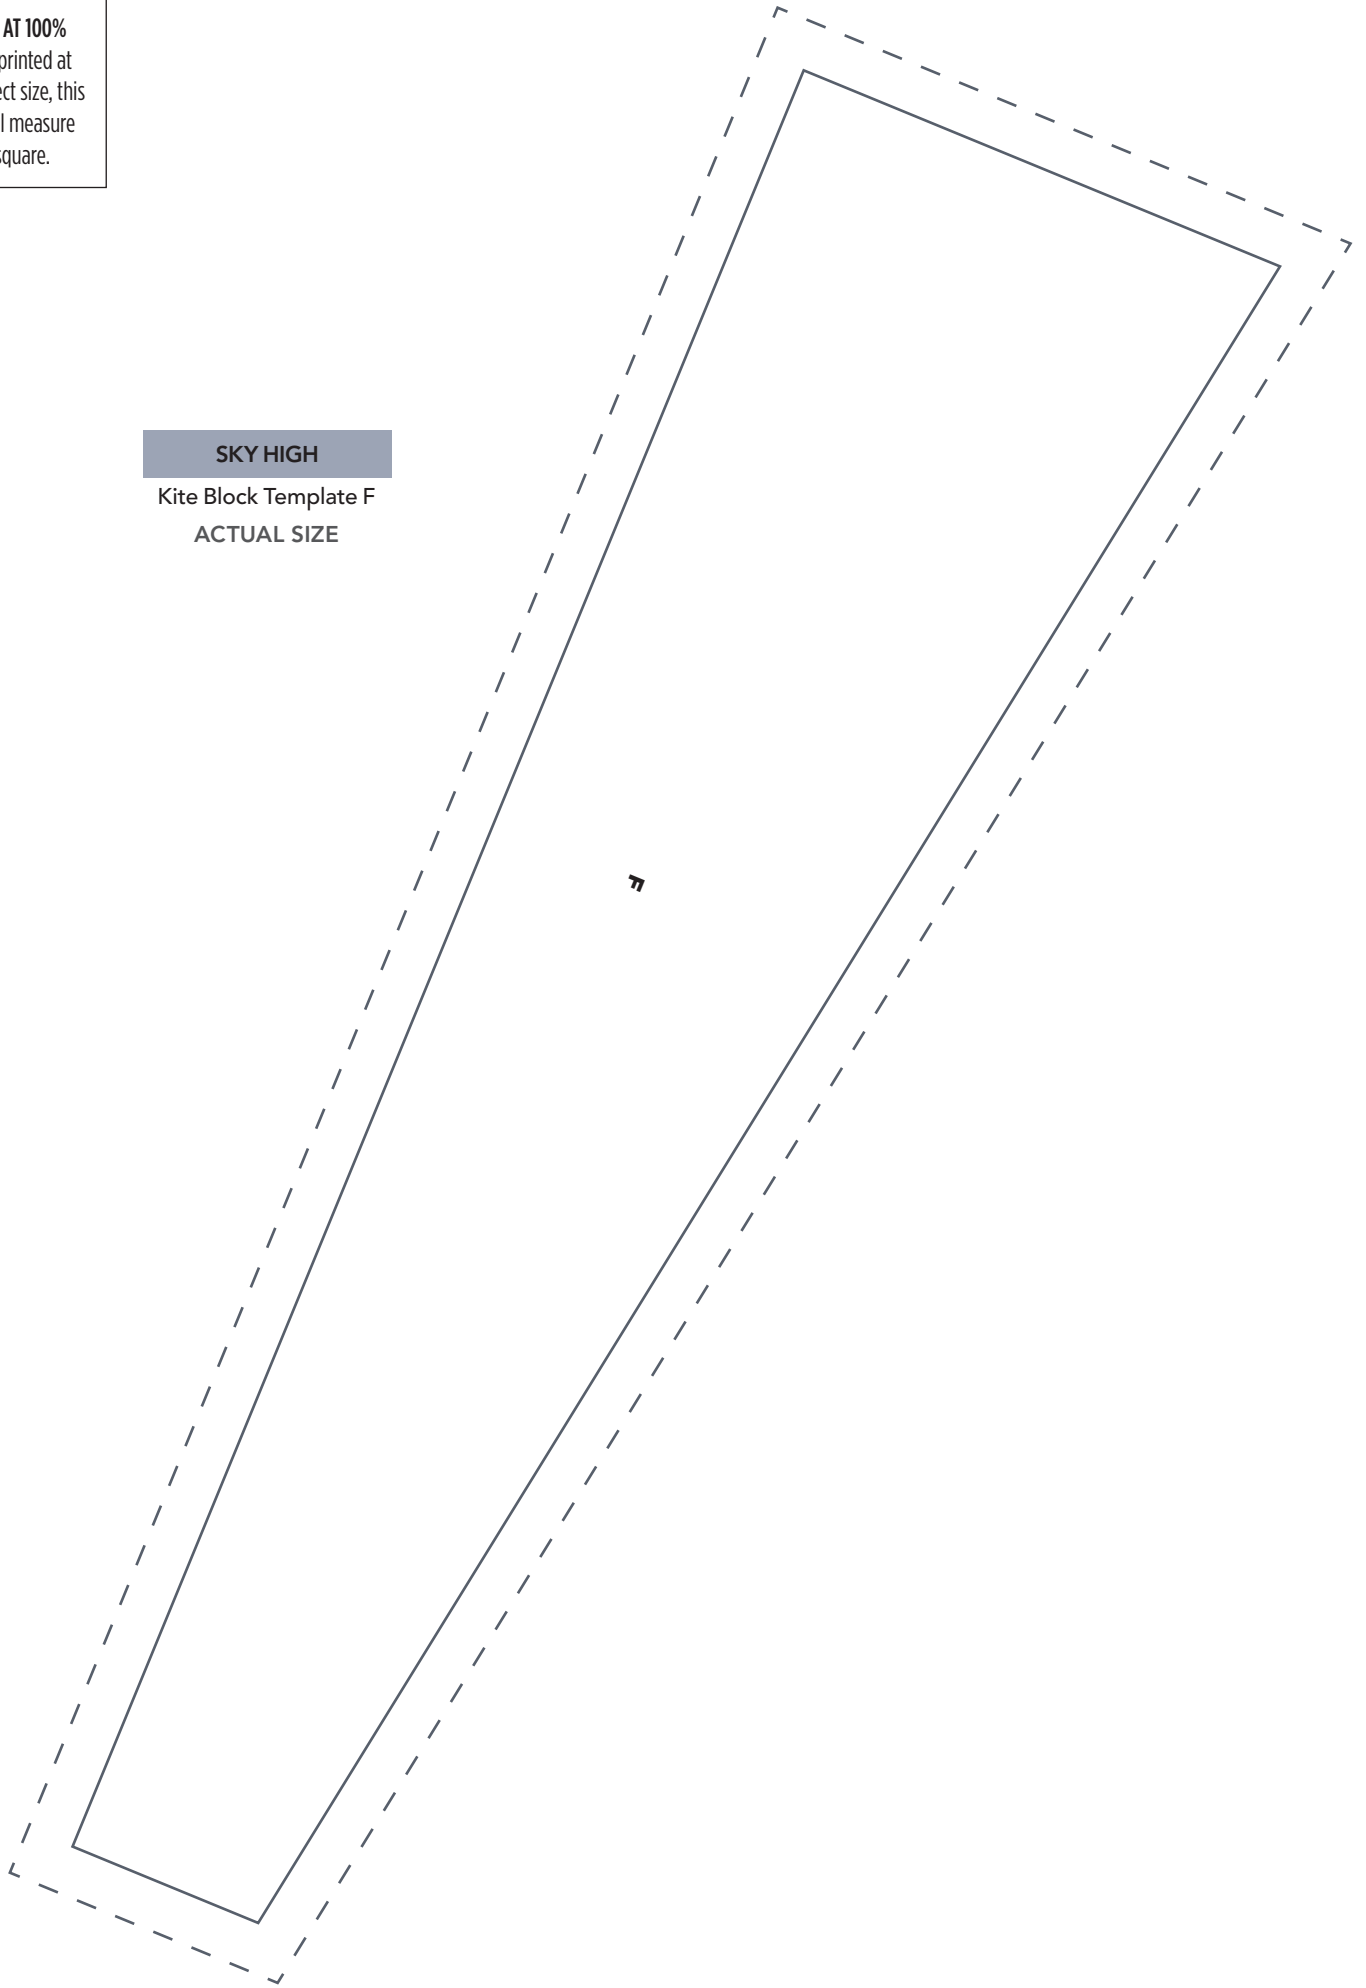 AT 100%
printed at
ct size, this
l measure
square.
SKY HIGH
Kite Block Template F
ACTUAL SIZE
F